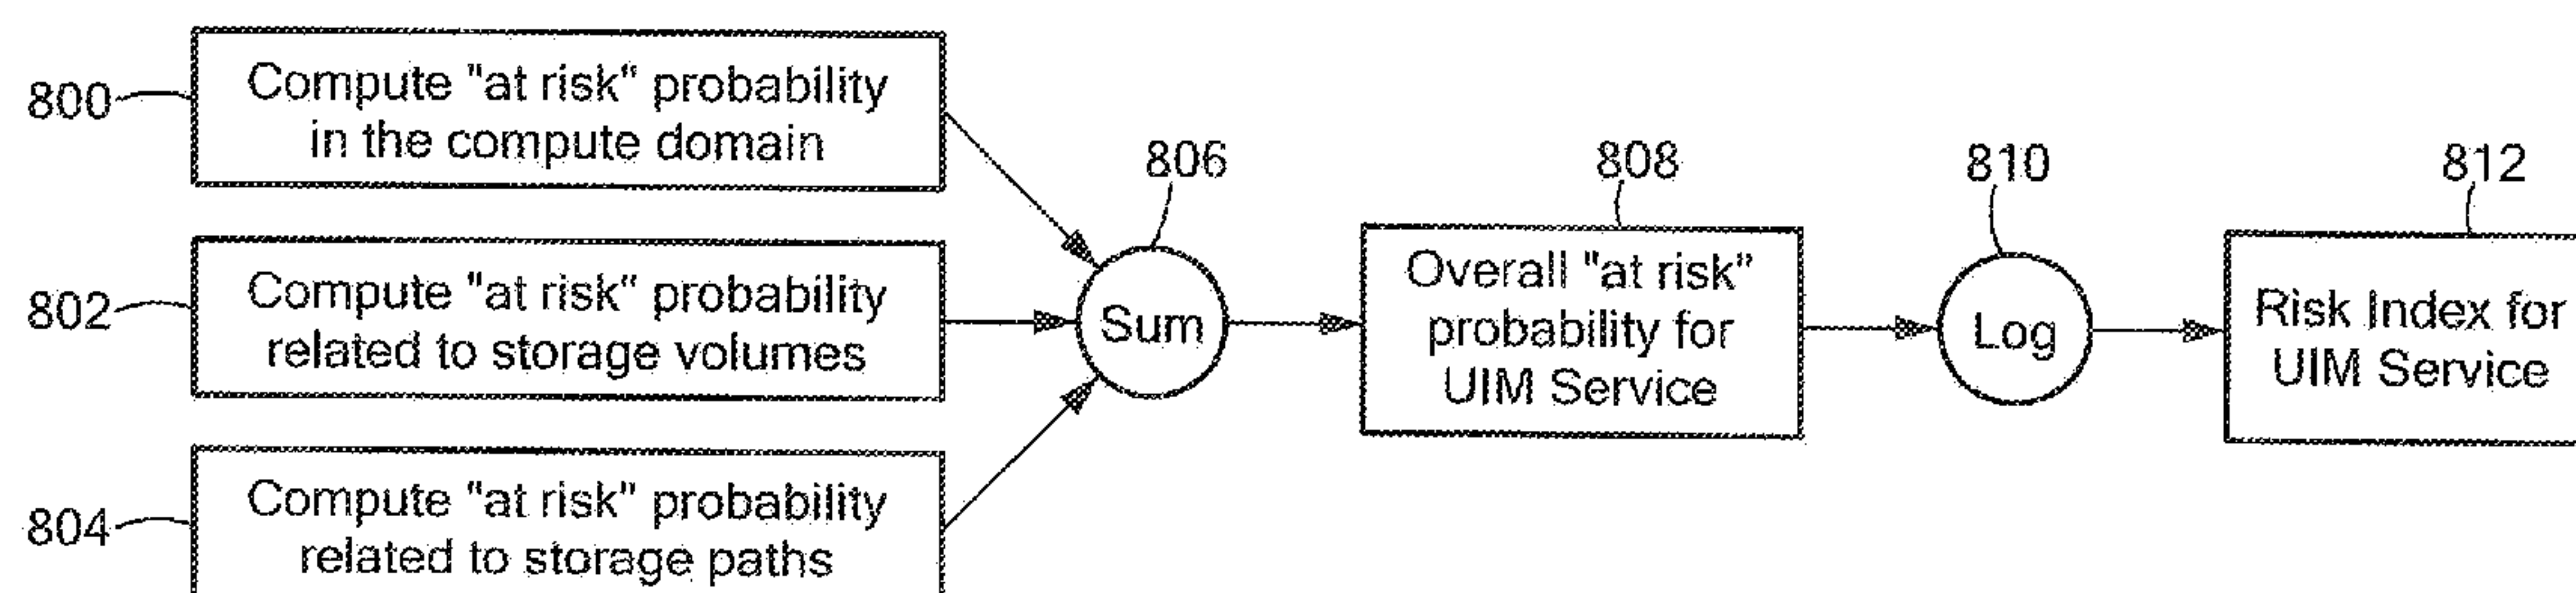 800
Compute "at risk" probability
in the compute domain
802
Compute "at risk" probability
related to storage volumes
804
Compute "at risk" probability
related to storage paths
806
Sum
808
Overall "at risk"
probability for
UIM Service
810
Log
812
Risk Index for
UIM Service